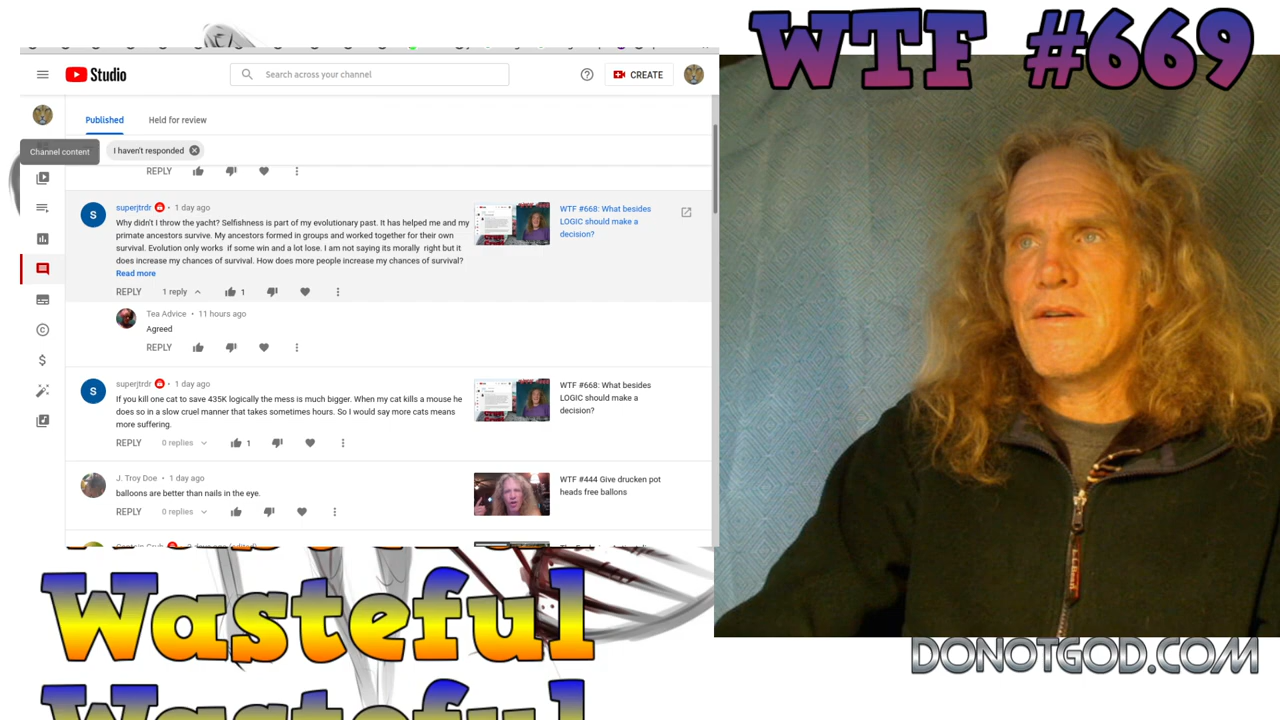 WTF #669
Studio
Search across your channel
CREATE
Published
Held for review
Channel content
I haven't responded
REPLY
superjtrdr • 1 day ago
Why didn't I throw the yacht? Selfishness is part of my evolutionary past. It has helped me and my
primate ancestors survive. My ancestors formed in groups and worked together for their own
survival. Evolution only works if some win and a lot lose. I am not saying its morally right but it
does increase my chances of survival. How does more people increase my chances of survival?
Read more
WTF #668: What besides
LOGIC should make a
decision?
REPLY 1 reply 1
Tea Advice • 11 hours ago
Agreed
REPLY
S
superjtrdr • 1 day ago
If you kill one cat to save 435K logically the mess is much bigger. When my cat kills a mouse he
does so in a slow cruel manner that takes sometimes hours. So I would say more cats means
more suffering.
WTF #668: What besides
LOGIC should make a
decision?
REPLY 0 replies 1
J. Troy Doe • 1 day ago
balloons are better than nails in the eye.
WTF #444 Give drucken pot
heads free ballons
REPLY 0 replies
Wasteful
Wasteful
DONOTGOD.COM